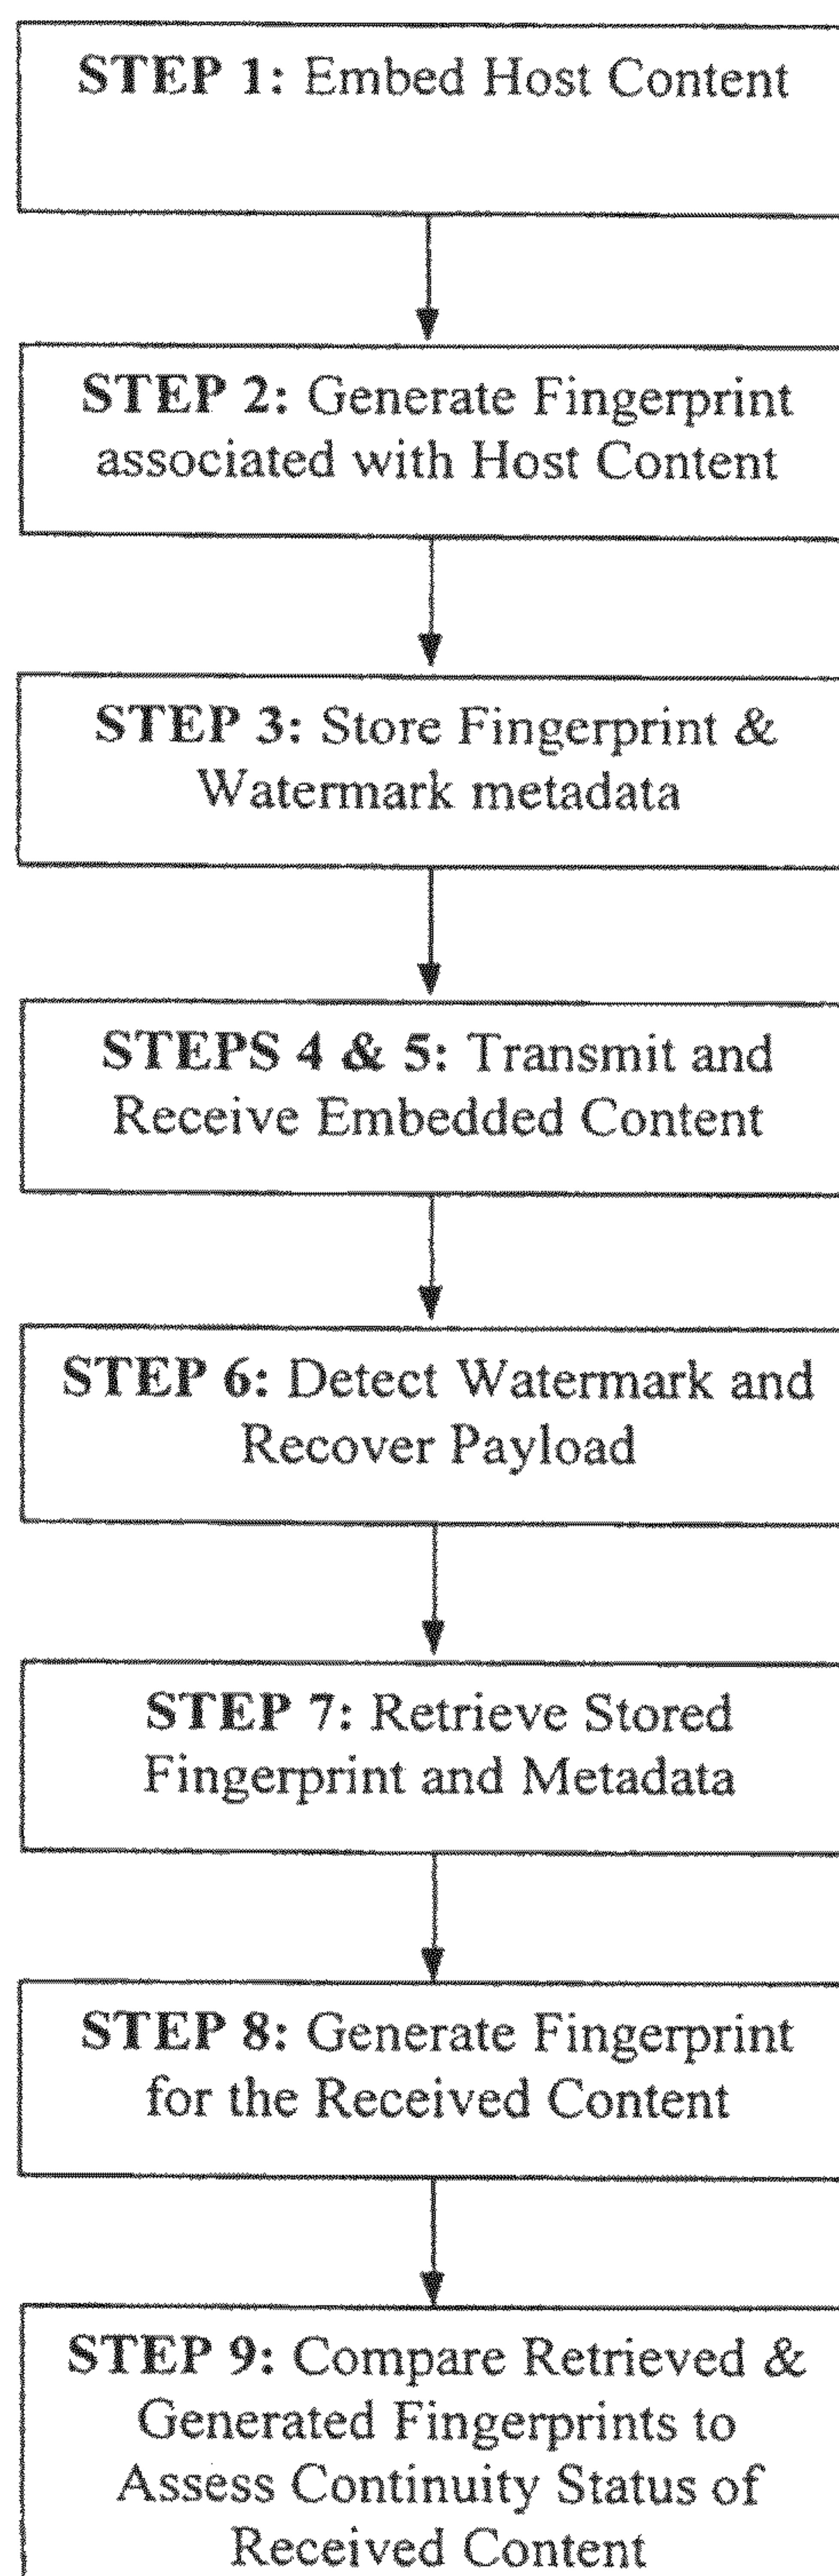 STEP 1: Embed Host Content
STEP 2: Generate Fingerprint
associated with Host Content
STEP 3: Store Fingerprint &
Watermark metadata
STEPS 4 & 5: Transmit and
Receive Embedded Content
STEP 6: Detect Watermark and
Recover Payload
STEP 7: Retrieve Stored
Fingerprint and Metadata
STEP 8: Generate Fingerprint
for the Received Content
STEP 9: Compare Retrieved &
Generated Fingerprints to
Assess Continuity Status of
Received Content